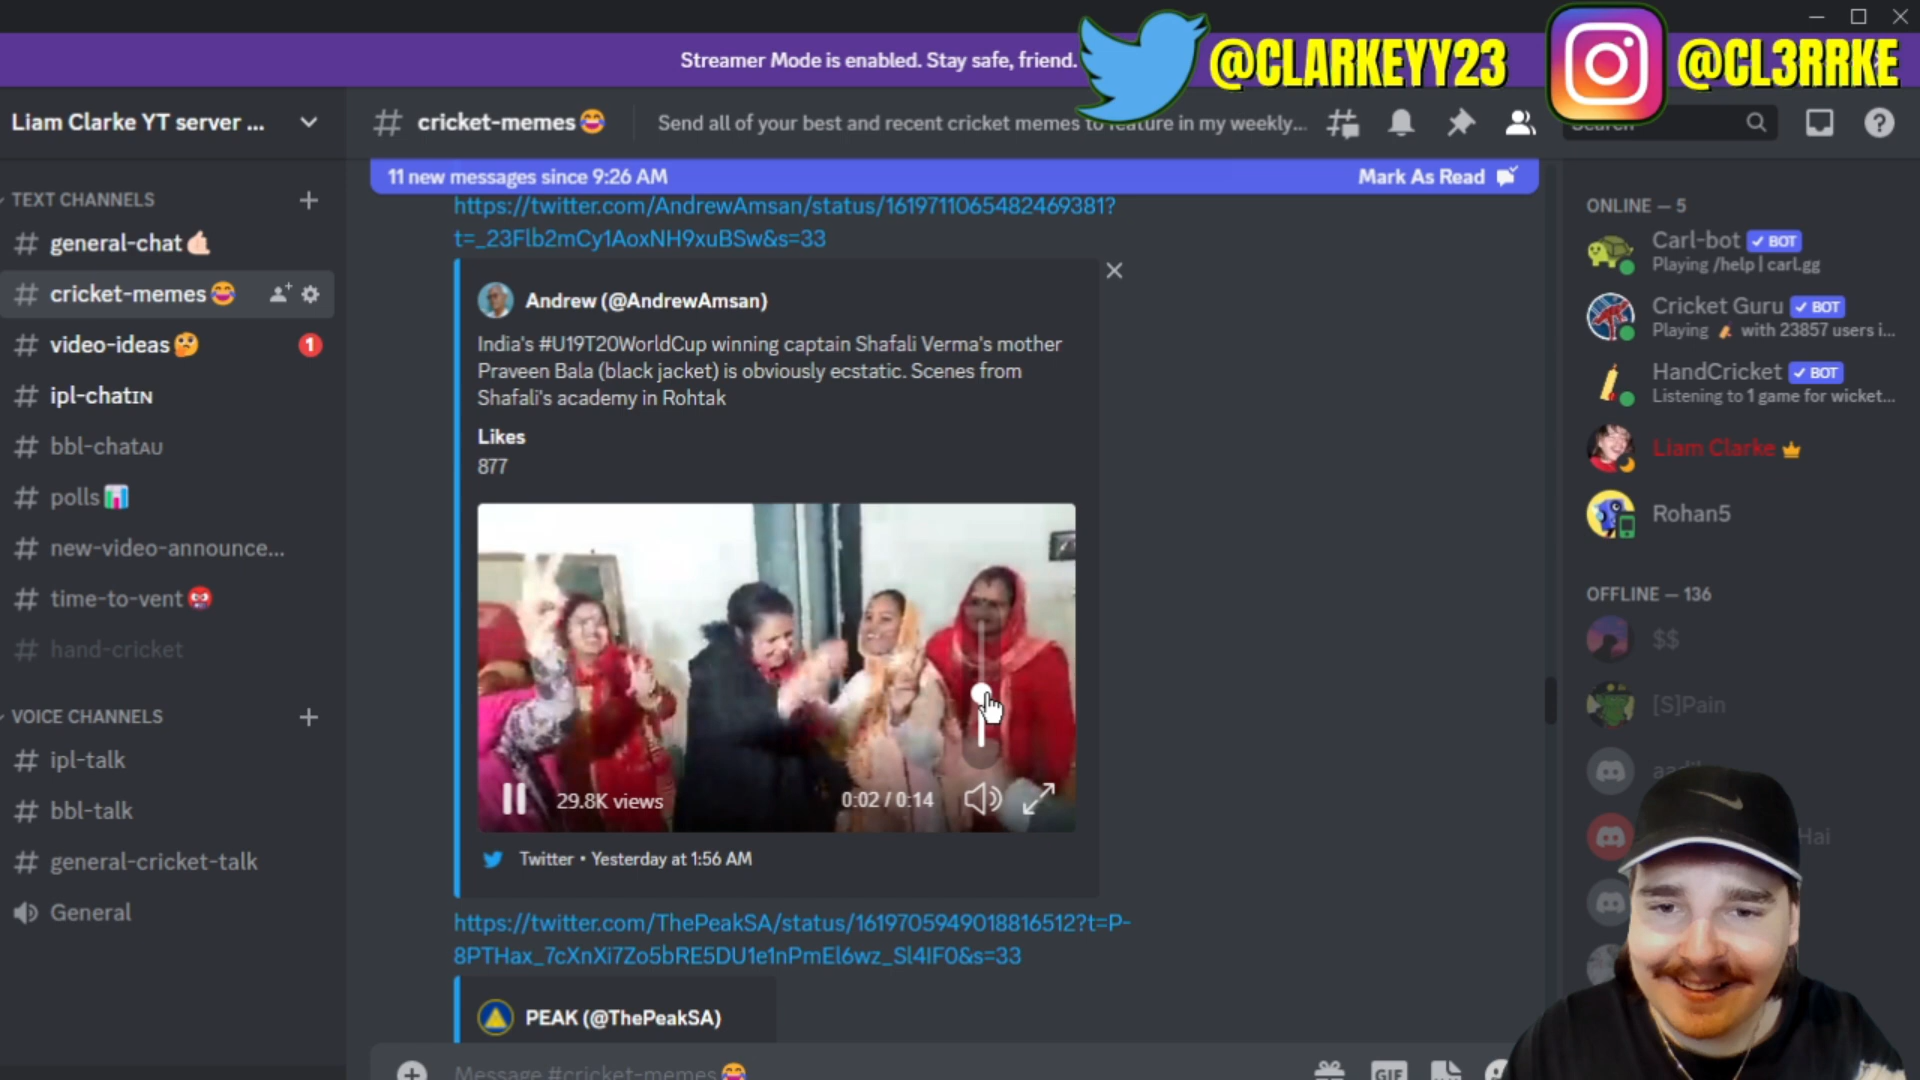 Streamer Mode is enabled. Stay safe, friend.
@CLARKEYY23
@CL3RRKE
Liam Clarke YT server ...
cricket-memes😂
Send all of your best and recent cricket memes to feature in my weekly...
Search
11 new messages since 9:26 AM
Mark As Read
TEXT CHANNELS
general-chat🤙🏻
cricket-memes😂
video-ideas🤔
1
ipl-chatIN
bbl-chatAU
polls📊
new-video-announce...
time-to-vent👹
hand-cricket
VOICE CHANNELS
ipl-talk
bbl-talk
general-cricket-talk
General
https://twitter.com/AndrewAmsan/status/1619711065482469381?
t=_23Flb2mCy1AoxNH9xuBSw&s=33
Andrew (@AndrewAmsan)
India's #U19T20WorldCup winning captain Shafali Verma's mother
Praveen Bala (black jacket) is obviously ecstatic. Scenes from
Shafali's academy in Rohtak
Likes
877
29.8K views
0:02 / 0:14
Twitter • Yesterday at 1:56 AM
https://twitter.com/ThePeakSA/status/1619705949018816512?t=P-
8PTHax_7cXnXi7Zo5bRE5DU1e1nPmEl6wz_Sl4IF0&s=33
PEAK (@ThePeakSA)
Message #cricket-memes😂
GIF
ONLINE — 5
Carl-bot
✓ BOT
Playing /help | carl.gg
Cricket Guru
✓ BOT
Playing 🏏 with 23857 users i...
HandCricket
✓ BOT
Listening to 1 game for wicket...
Liam Clarke
Rohan5
OFFLINE — 136
$$
[S]Pain
Hai